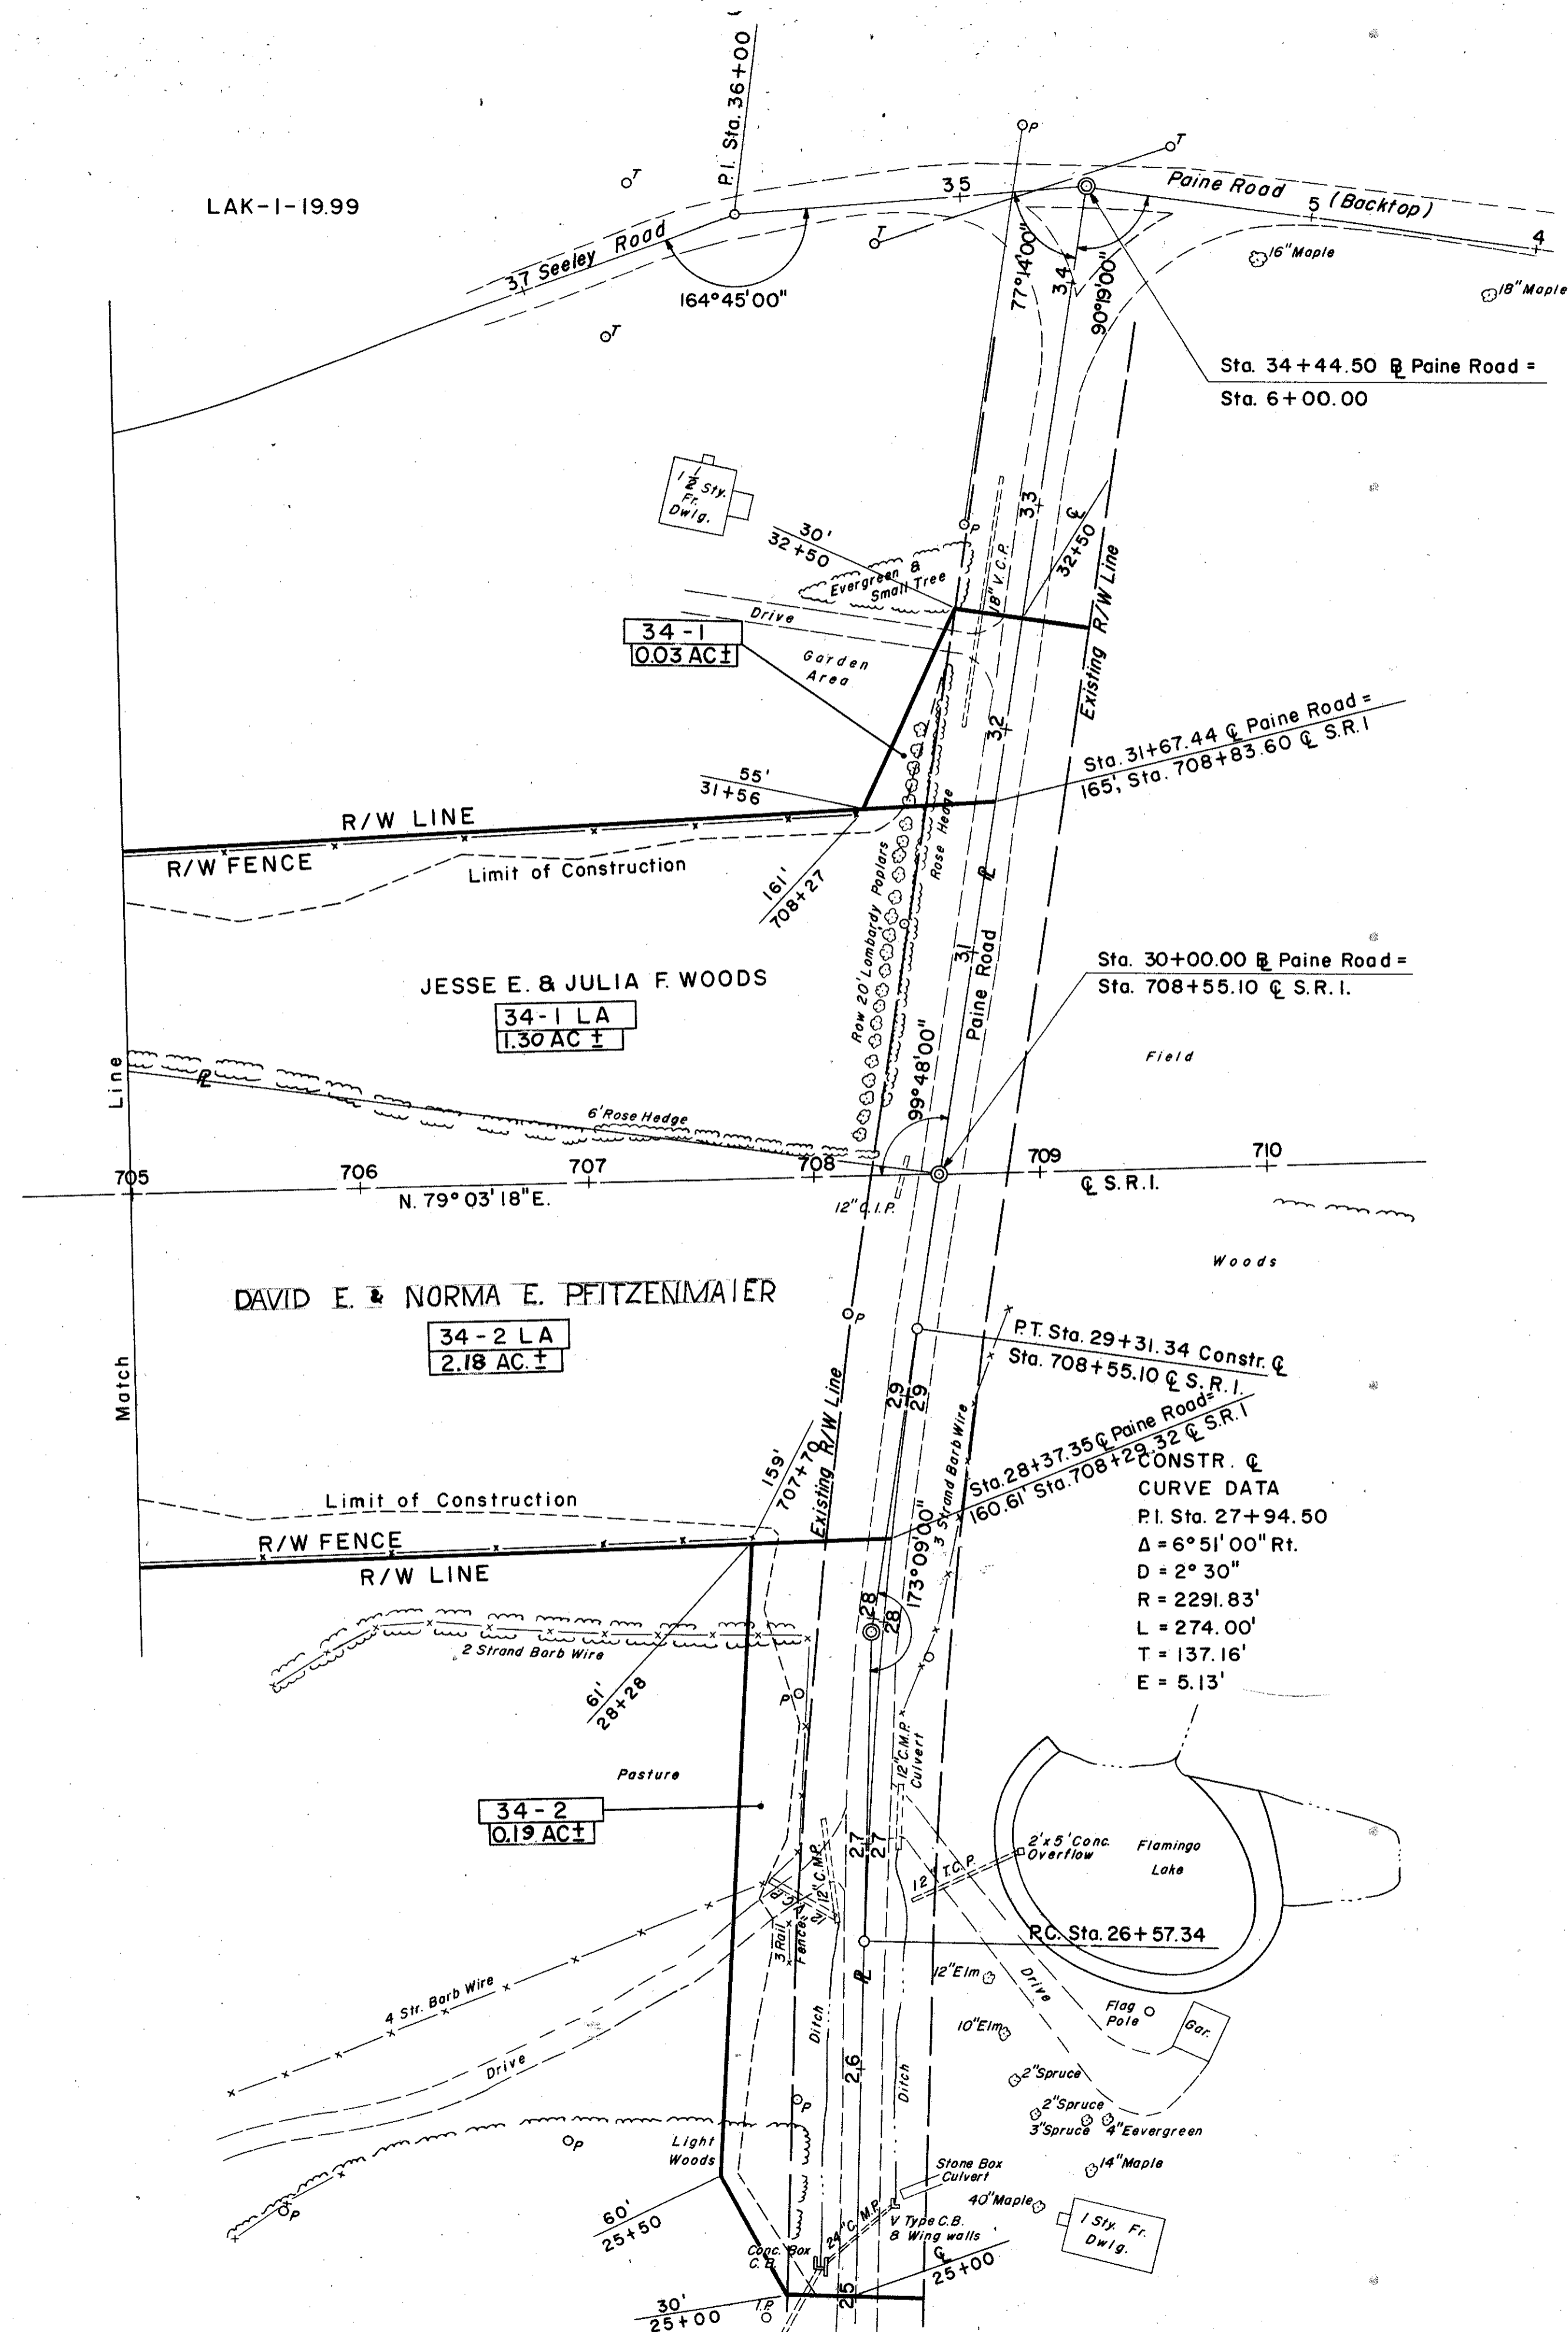 P.I. Sta. 36+00
LAK-1-19.99
P
T
T
T
T
35
Paine Road
5 (Backtop)
4
37 Seeley Road
164°45'00"
77°14'00"
34
90°19'00"
16" Maple
18" Maple
Sta. 34+44.50 Paine Road =
Sta. 6+00.00
1 1/2 Sty.
Fr.
Dwlg.
30'
32+50
P
33
32+50
Evergreen &
Small Tree
18" V.C.P.
Existing R/W Line
Drive
34-1
0.03 AC±
Garden
Area
32
Sta. 31+67.44 ℄ Paine Road =
165', Sta. 708+83.60 ℄ S.R.I
55'
31+56
R/W LINE
R/W FENCE
Limit of Construction
161'
708+27
Row 20' Lombardy Poplars
Rose Hedge
31
Paine Road
Sta. 30+00.00 Paine Road =
Sta. 708+55.10 ℄ S.R.I.
JESSE E. & JULIA F. WOODS
34-1 LA
1.30 AC ±
99°48'00"
Field
Match Line
6' Rose Hedge
705
706
707
708
709
710
N. 79°03'18"E.
12" C.I.P.
℄ S.R.I.
Woods
DAVID E. & NORMA E. PFITZENMAIER
34-2 LA
2.18 AC. ±
P
P.T. Sta. 29+31.34 Constr. ℄
Sta. 708+55.10 ℄ S.R.I.
29
29
Existing R/W Line
3 Strand Barb Wire
Sta. 28+37.35 ℄ Paine Road=
160.61' Sta. 708+29.32 ℄ S.R.I
159'
707+70
Limit of Construction
R/W FENCE
R/W LINE
173°09'00"
CONSTR. ℄
CURVE DATA
P.I. Sta. 27+94.50
Δ = 6°51'00" Rt.
D = 2°30"
R = 2291.83'
L = 274.00'
T = 137.16'
E = 5.13'
28
28
2 Strand Barb Wire
61'
28+28
P
12" C.M.P.
Culvert
Pasture
34-2
0.19 AC±
27
27
12" C.M.P.
2'x5' Conc.
Overflow
Flamingo
Lake
12" T.C.P.
3 Rail
Fence
P.C. Sta. 26+57.34
12" Elm
Drive
4 Str. Barb Wire
Ditch
Flag
Pole
Gar.
10" Elm
Drive
26
Ditch
2" Spruce
2" Spruce
3" Spruce
4" Eevergreen
P
P
Light
Woods
14" Maple
Stone Box
Culvert
40" Maple
P
60'
25+50
24" C.M.P.
V Type C.B.
& Wing walls
1 Sty. Fr.
Dwlg.
Conc. Box
C.B.
℄
25+00
25
30'
25+00
T.P.